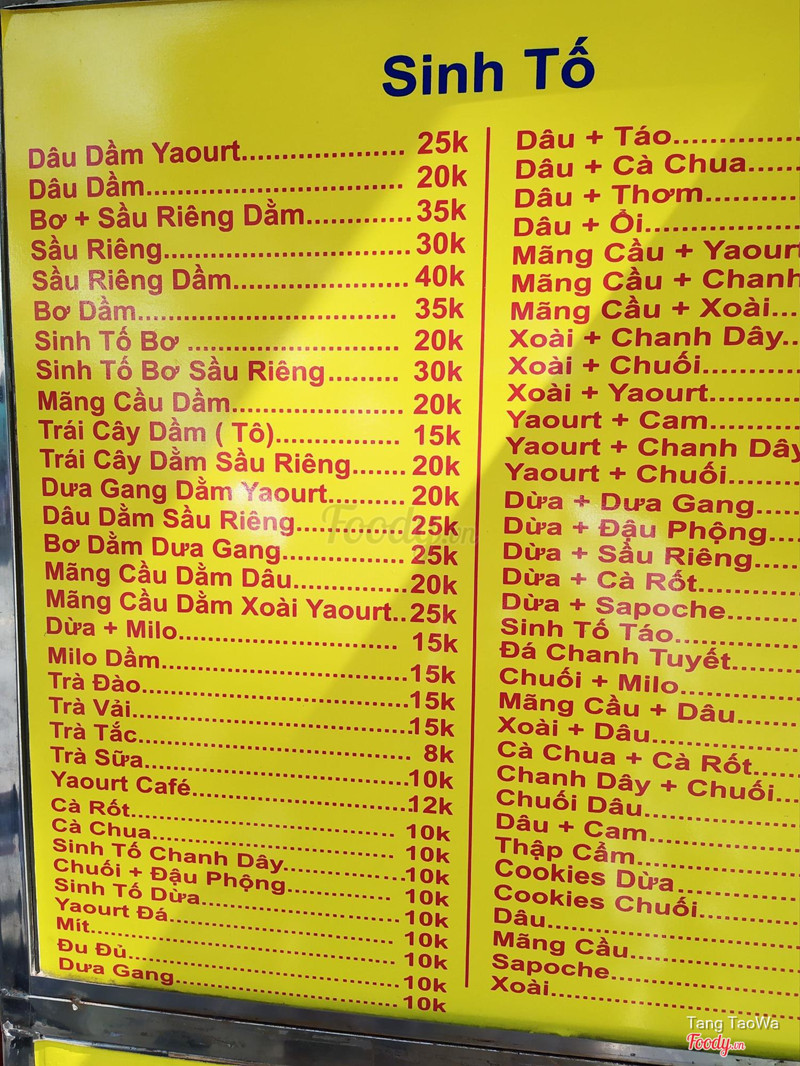 Sinh Tố
Dâu Dầm Yaourt........................ 25k
Dâu Dầm.................................... 20k
Bơ + Sầu Riêng Dằm...............35k
Sầu Riêng...................................30k
Sầu Riêng Dầm.........................40k
Bơ Dầm..................................... 35k
Sinh Tố Bơ .............................. 20k
Sinh Tố Bơ Sầu Riêng.......... 30k
Mãng Cầu Dầm........................ 20k
Trái Cây Dầm ( Tô)................. 15k
Trái Cây Dằm Sầu Riêng....... 20k
Dưa Gang Dằm Yaourt.......... 20k
Dâu Dằm Sầu Riêng............... 25k
Bơ Dằm Dưa Gang................. 25k
Mãng Cầu Dằm Dâu................20k
Mãng Cầu Dằm Xoài Yaourt..25k
Dừa + Milo............................... 15k
Milo Dầm...................................15k
Trà Đào.....................................15k
Trà Vải......................................15k
Trà Tắc..................................... 8k
Trà Sữa....................................10k
Yaourt Café..............................12k
Cà Rốt...................................... 10k
Cà Chua................................... 10k
Sinh Tố Chanh Dây.................10k
Chuối + Đậu Phộng............... 10k
Sinh Tố Dừa............................10k
Yaourt Đá................................ 10k
Mít............................................ 10k
Đu Đủ.......................................10k
Dưa Gang................................10k
Dâu + Táo...................
Dâu + Cà Chua............
Dâu + Thơm................
Dâu + Ổi......................
Mãng Cầu + Yaourt
Mãng Cầu + Chanh
Mãng Cầu + Xoài...
Xoài + Chanh Dây..
Xoài + Chuối..........
Xoài + Yaourt.........
Yaourt + Cam.........
Yaourt + Chanh Dây
Yaourt + Chuối.......
Dừa + Dưa Gang.....
Dừa + Đậu Phộng....
Dừa + Sầu Riêng.....
Dừa + Cà Rốt..........
Dừa + Sapoche.......
Sinh Tố Táo............
Đá Chanh Tuyết......
Chuối + Milo...........
Mãng Cầu + Dâu......
Xoài + Dâu..............
Cà Chua + Cà Rốt....
Chanh Dây + Chuối...
Chuối Dâu...............
Dâu + Cam..............
Thập Cẩm...............
Cookies Dừa...........
Cookies Chuối........
Dâu.........................
Mãng Cầu...............
Sapoche.................
Xoài........................
Foody.vn
Tang TaoWa
Foody.vn